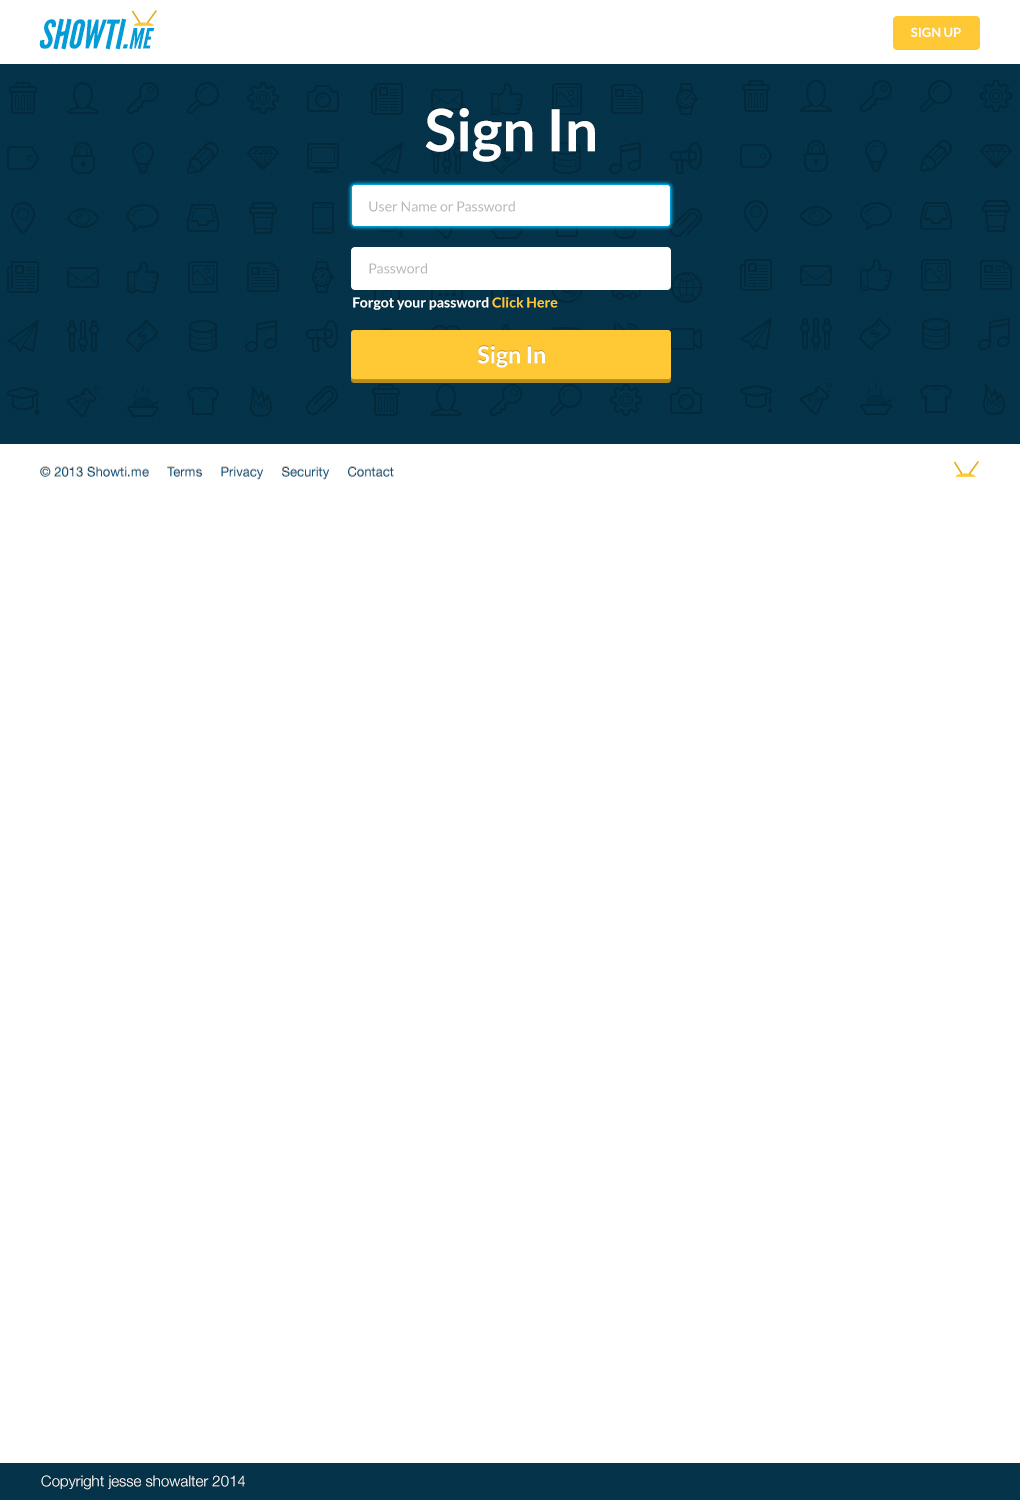 SHOWTI.ME
SIGN UP
Sign In
User Name or Password
Password
Forgot your password Click Here
Sign In
© 2013 Showti.me Terms Privacy Security Contact
Copyright jesse showalter 2014